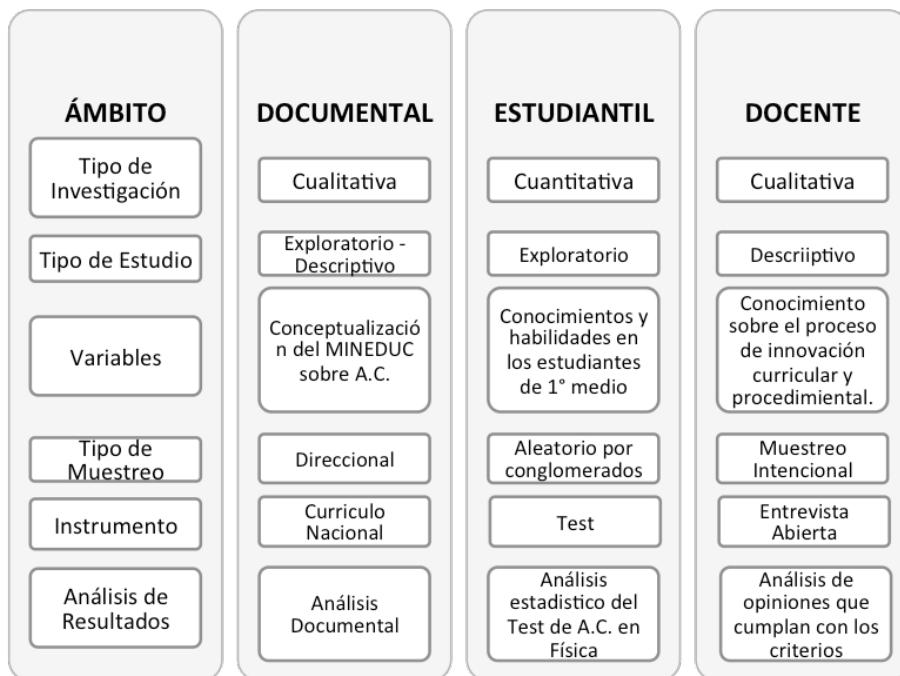 ÁMBITO
Tipo de
Investigación
Tipo de Estudio
Variables
Tipo de
Muestreo
Instrumento
Análisis de
Resultados
DOCUMENTAL
Cualitativa
Exploratorio -
Descriptivo
Conceptualizació
n del MINEDUC
sobre A.C.
Direccional
Curriculo
Nacional
Análisis
Documental
ESTUDIANTIL
Cuantitativa
Exploratorio
Conocimientos y
habilidades en
los estudiantes
de 1° medio
Aleatorio por
conglomerados
Test
Análisis
estadistico del
Test de A.C. en
Física
DOCENTE
Cualitativa
Descriiptivo
Conocimiento
sobre el proceso
de innovación
curricular y
procedimiental.
Muestreo
Intencional
Entrevista
Abierta
Análisis de
opiniones que
cumplan con los
criterios